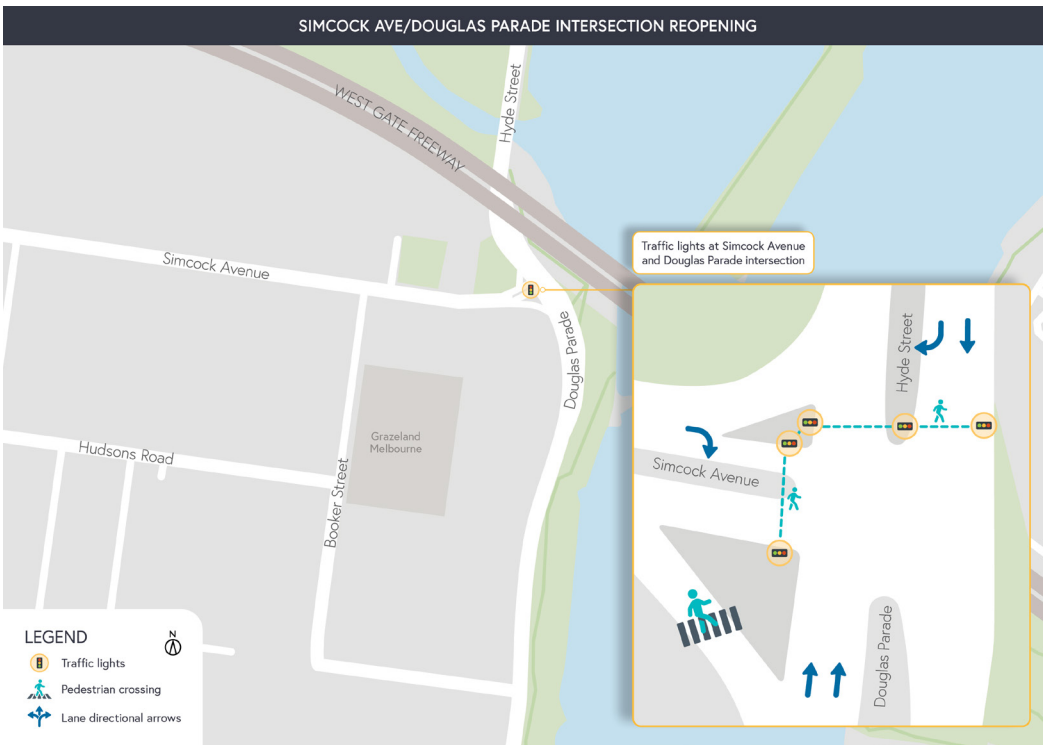 SIMCOCK AVE/DOUGLAS PARADE INTERSECTION REOPENING
Hyde Street
WEST GATE FREEWAY
Simcock Avenue
Traffic lights at Simcock Avenue
and Douglas Parade intersection
Douglas Parade
Hyde Street
Grazeland
Melbourne
Hudsons Road
Booker Street
Simcock Avenue
Douglas Parade
LEGEND
N
Traffic lights
Pedestrian crossing
Lane directional arrows